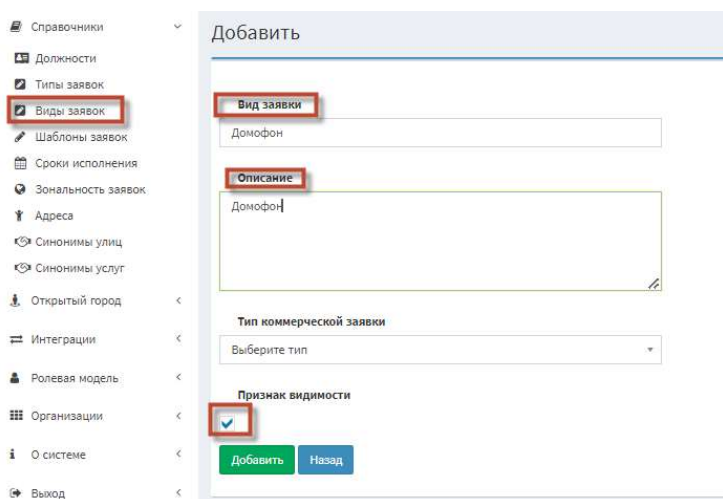 Справочники
Должности
Типы заявок
Виды заявок
Шаблоны заявок
Сроки исполнения
Зональность заявок
Адреса
Синонимы улиц
Синонимы услуг
Открытый город
Интеграции
Ролевая модель
Организации
О системе
Выход
Добавить
Вид заявки
Домофон
Описание
Домофон
Тип коммерческой заявки
Выберите тип
Признак видимости
Добавить Назад